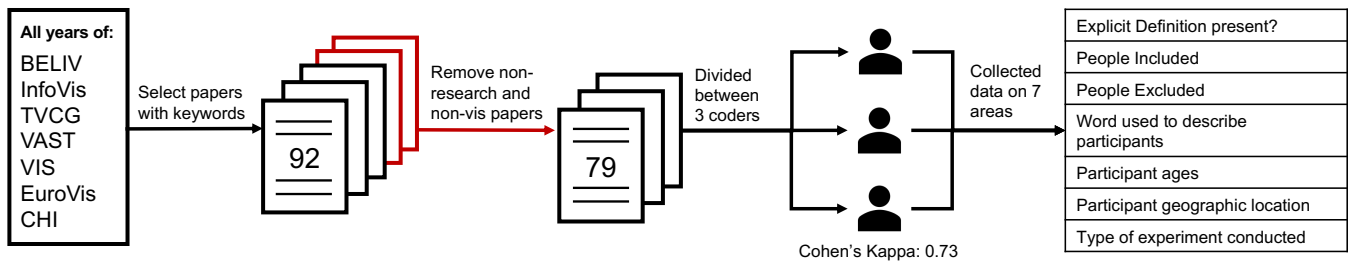 All years of:
BELIV
InfoVis
TVCG
VAST
VIS
EuroVis
CHI
Select papers
with keywords
92
Remove non-
research and
non-vis papers
79
Divided
between
3 coders
Cohen's Kappa: 0.73
Collected
data on 7
areas
Explicit Definition present?
People Included
People Excluded
Word used to describe
participants
Participant ages
Participant geographic location
Type of experiment conducted